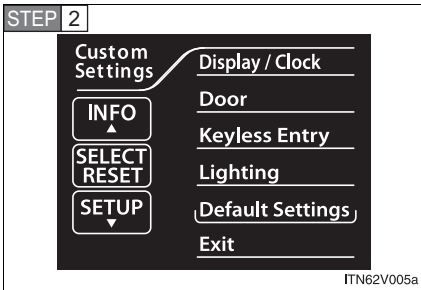 STEP 2
Custom
Settings
INFO
▲
SELECT
RESET
SETUP
▼
Display / Clock
Door
Keyless Entry
Lighting
Default Settings
Exit
ITN62V005a